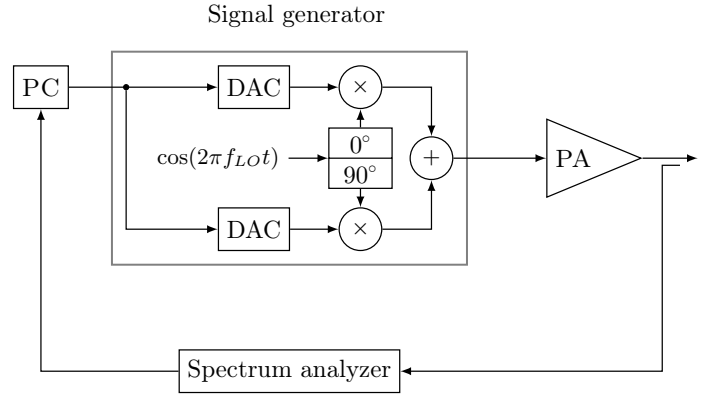 Signal generator
PC
DAC
×
cos(2πf_{LO}t)
0°
90°
+
PA
DAC
×
Spectrum analyzer